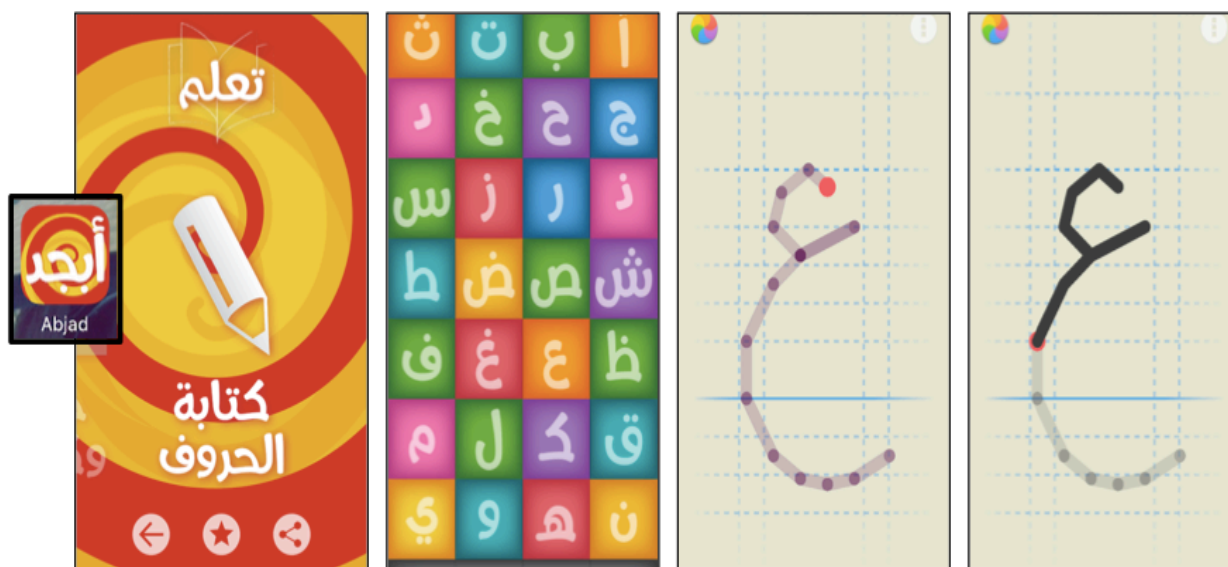 أبجد
Abjad
تعلم
كتابة
الحروف
أ ب ت ث
ج ح خ د
ذ ر ز س
ش ص ض ط
ظ ع غ ف
ق ك ل م
ن هـ و ي
ع
ع